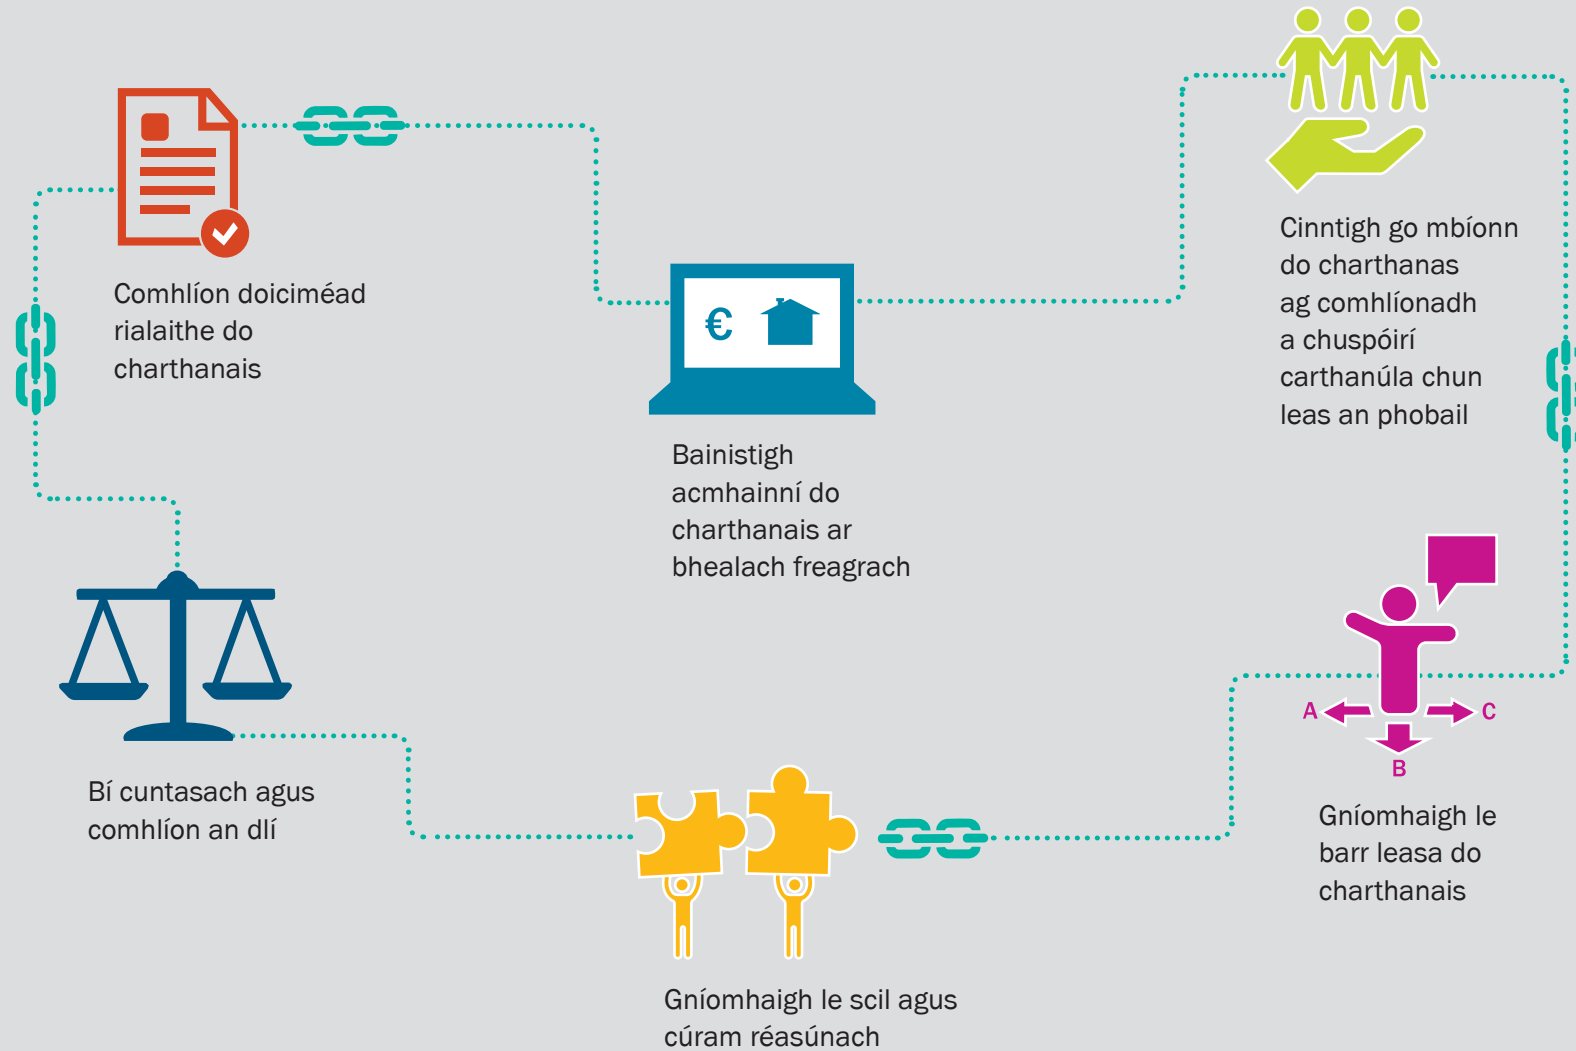 Comhlíon doiciméad
rialaithe do
charthanais
€
Bainistigh
acmhainní do
charthanais ar
bhealach freagrach
Cinntigh go mbíonn
do charthanas
ag comhlíonadh
a chuspóirí
carthanúla chun
leas an phobail
Bí cuntasach agus
comhlíon an dlí
Gníomhaigh le scil agus
cúram réasúnach
A
C
B
Gníomhaigh le
barr leasa do
charthanais